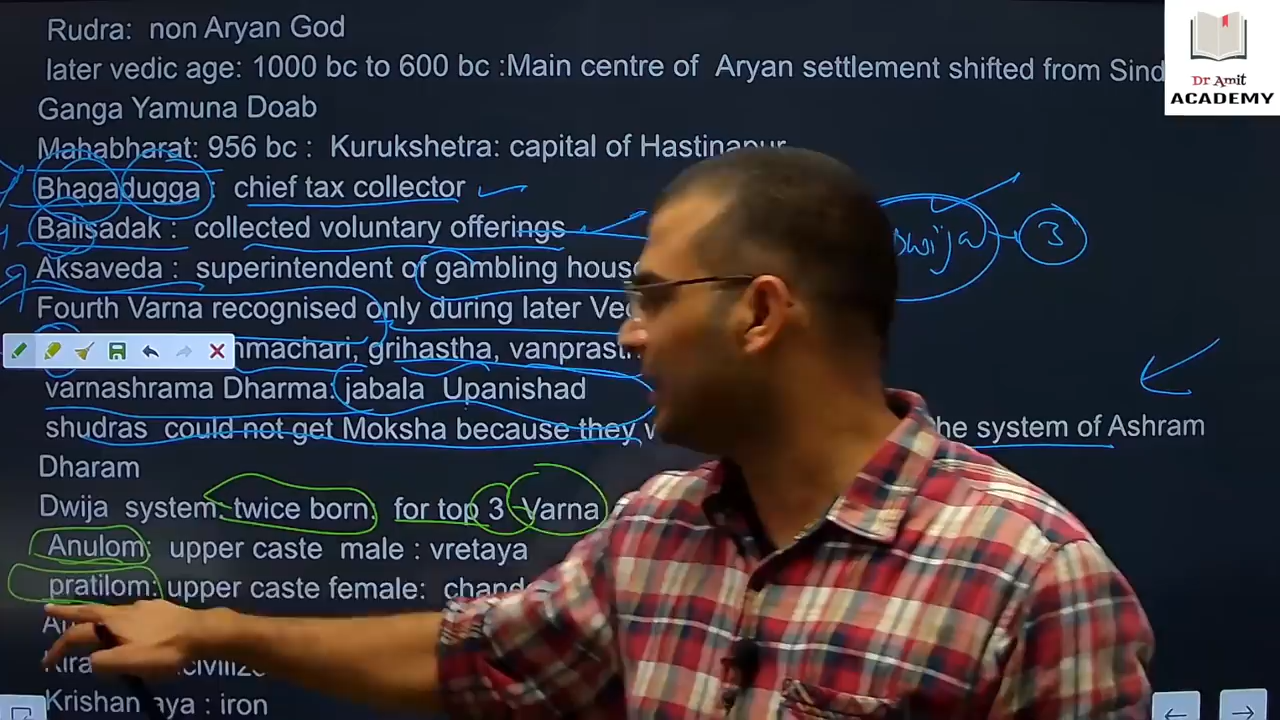 Rudra: non Aryan God
later vedic age: 1000 bc to 600 bc :Main centre of Aryan settlement shifted from Sind
Ganga Yamuna Doab
Mahabharat: 956 bc : Kurukshetra: capital of Hastinapur
Bhagadugga : chief tax collector
Balisadak : collected voluntary offerings
Aksaveda : superintendent of gambling house
Fourth Varna recognised only during later
grihastha,
varnashrama Dharma: jabala Upanishad
shudras could not get Moksha because they the system of Ashram
Dharam
Dwija system: twice born. for top 3 Varna
Anulom: upper caste male : vretaya
pratilom: upper caste female:
Krishan aya : iron
Dwija 3
Dr Amit
ACADEMY